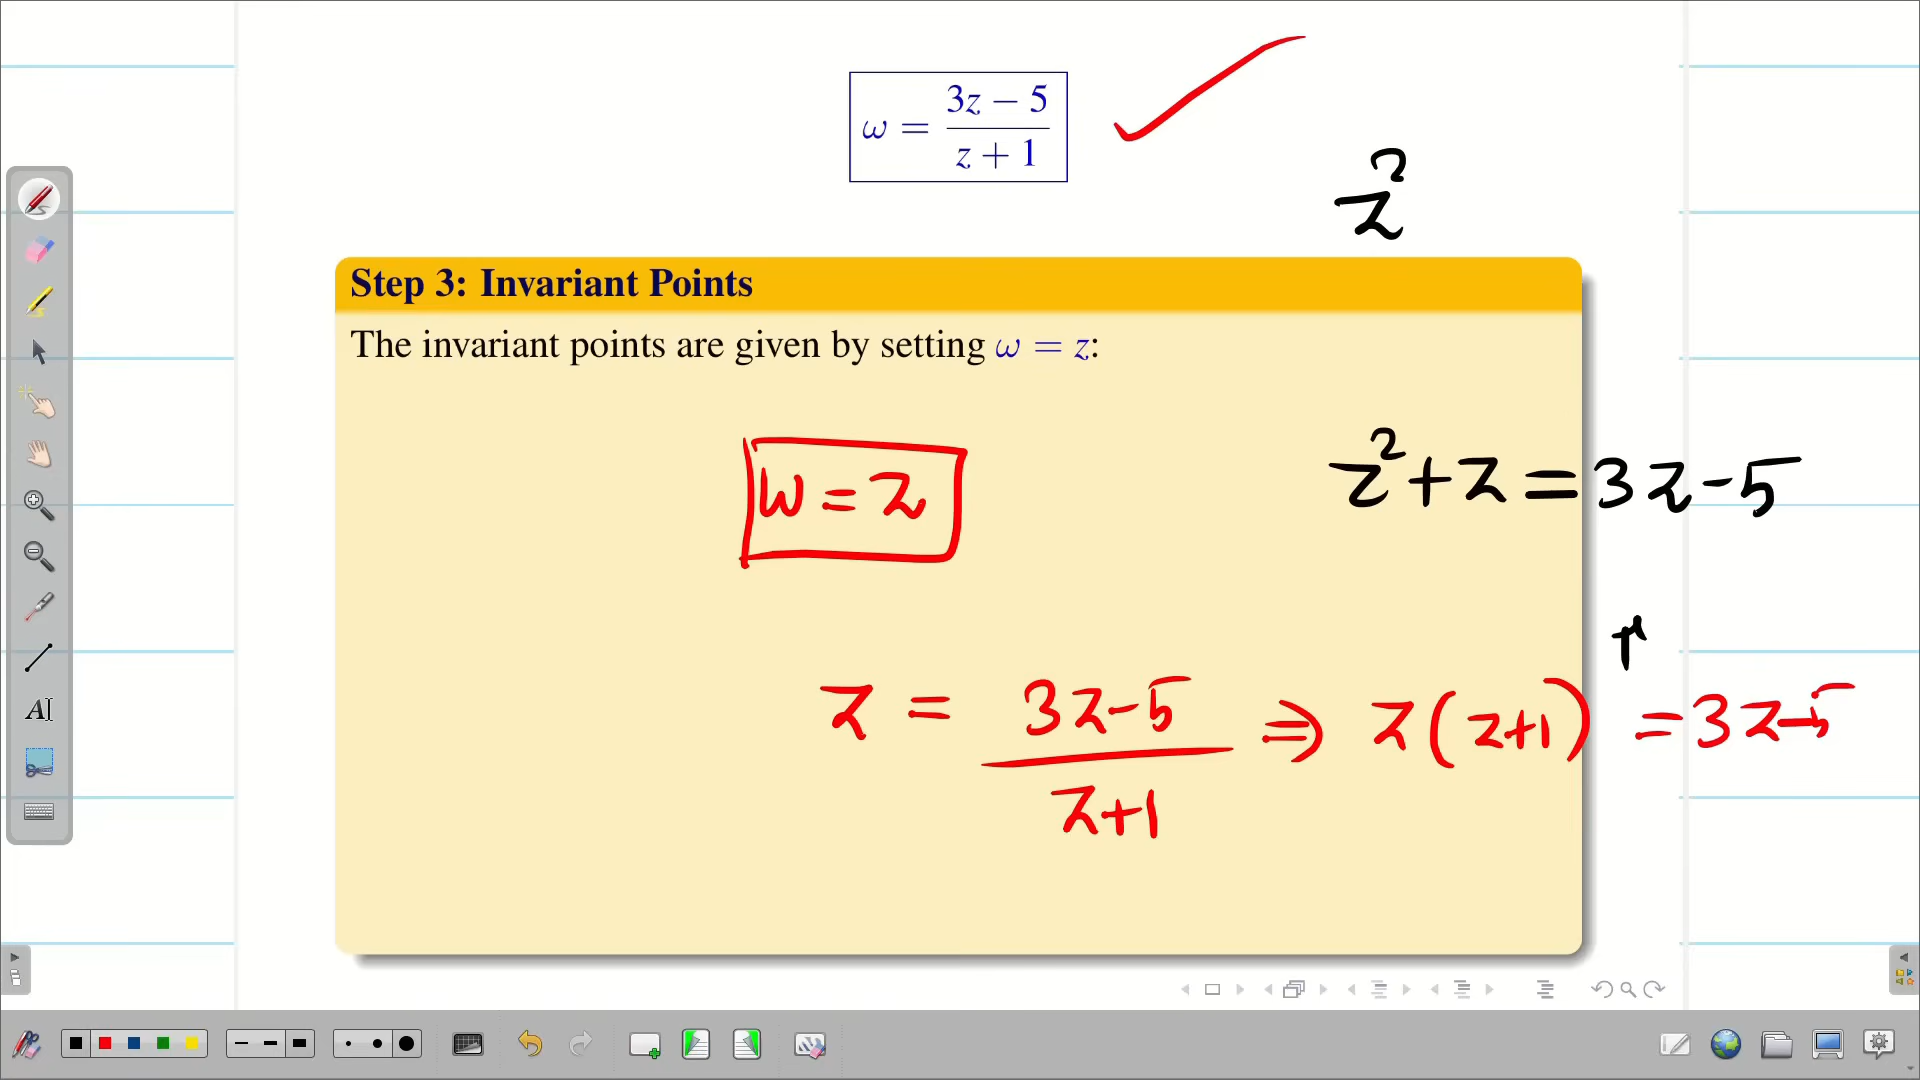 ω = (3z − 5)/(z + 1)
z²
Step 3: Invariant Points
The invariant points are given by setting ω = z:
z² + z = 3z - 5
w = z
z = (3z-5)/(z+1) ⇒ z(z+1) = 3z-5